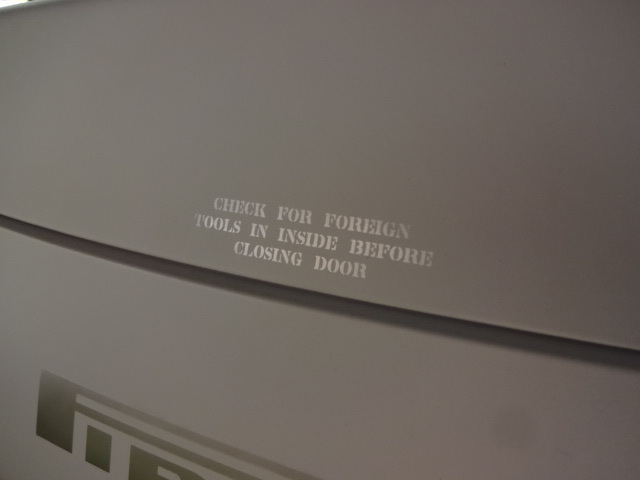 CHECK FOR FOREIGN
TOOLS IN INSIDE BEFORE
CLOSING DOOR